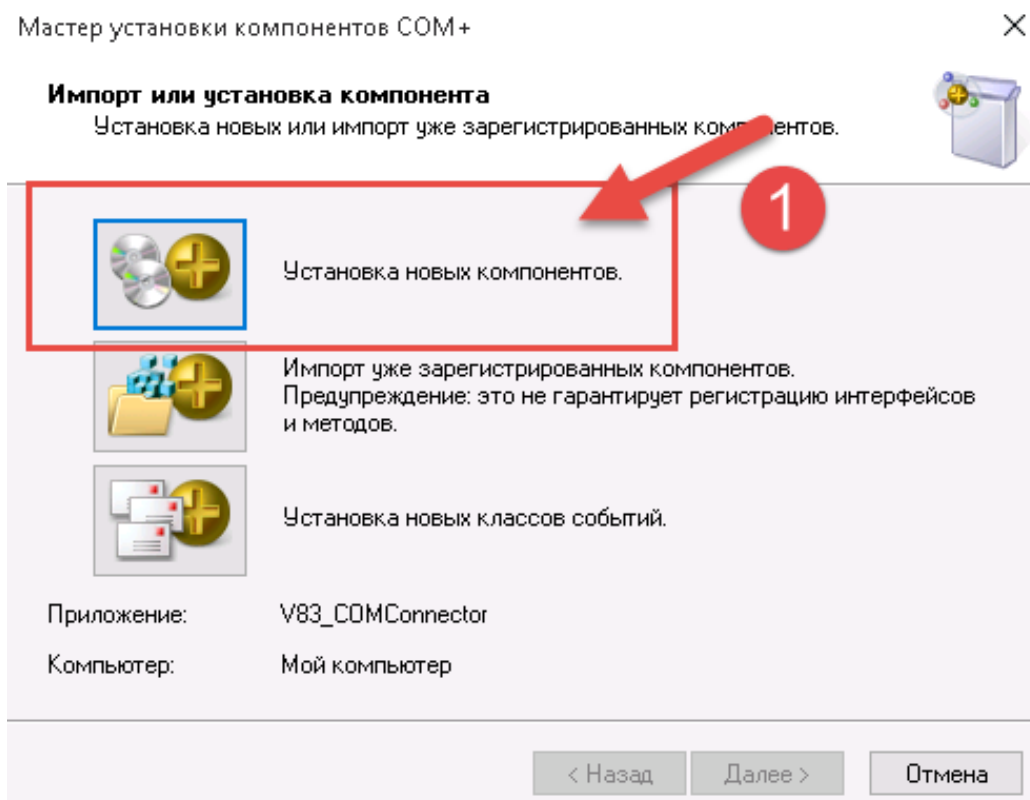 Мастер установки компонентов COM+
Импорт или установка компонента
Установка новых или импорт уже зарегистрированных компонентов.
1
Установка новых компонентов.
Импорт уже зарегистрированных компонентов.
Предупреждение: это не гарантирует регистрацию интерфейсов
и методов.
Установка новых классов событий.
Приложение: V83_COMConnector
Компьютер: Мой компьютер
< Назад Далее > Отмена